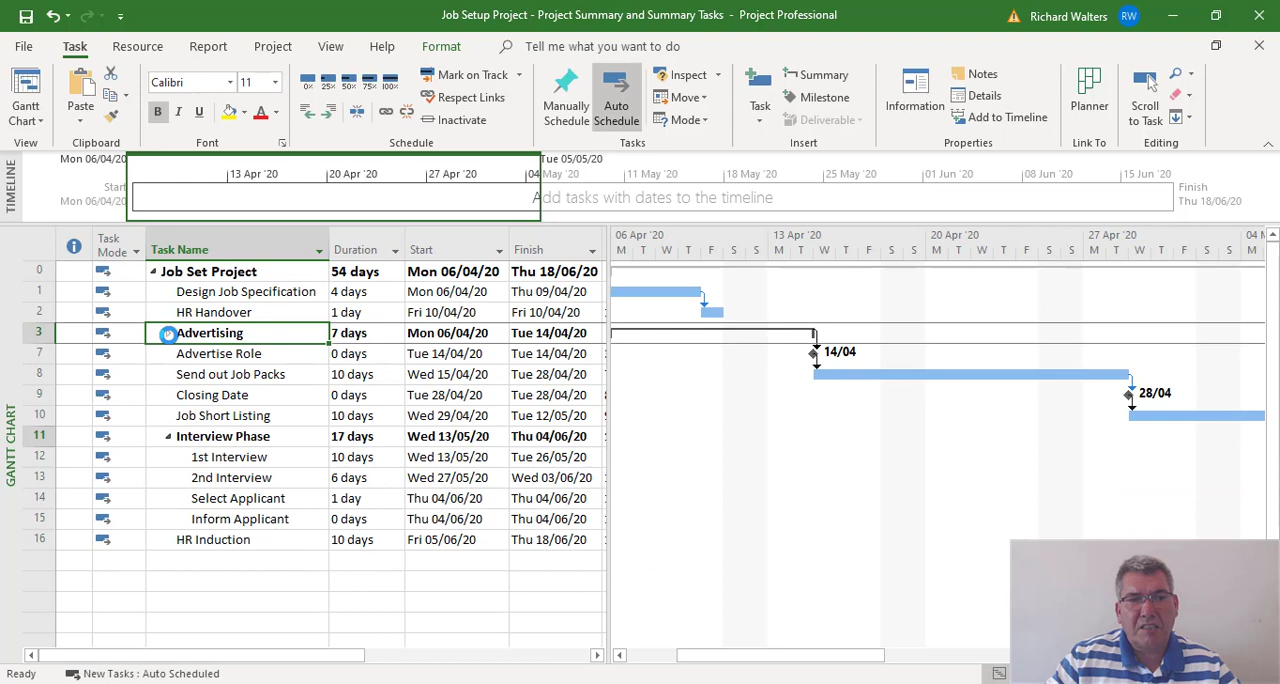 Job Setup Project - Project Summary and Summary Tasks - Project Professional
Richard Walters RW
File Task Resource Report Project View Help Format Tell me what you want to do
Gantt Chart
Paste
Calibri 11
B I U A
0% 25% 50% 75% 100%
Mark on Track
Respect Links
Inactivate
Manually Schedule
Auto Schedule
Inspect
Move
Mode
Task
Summary
Milestone
Deliverable
Information
Notes
Details
Add to Timeline
Planner
Scroll to Task
View Font Schedule Tasks Insert Properties Link To Editing
TIMELINE
Mon 06/04/20 Tue 05/05/20
13 Apr '20 20 Apr '20 27 Apr '20 04 May '20 11 May '20 18 May '20 25 May '20 01 Jun '20 08 Jun '20 15 Jun '20
Start
Mon 06/04/20
Add tasks with dates to the timeline
Finish
Thu 18/06/20
GANTT CHART
Task Mode Task Name Duration Start Finish
0 Job Set Project 54 days Mon 06/04/20 Thu 18/06/20
1 Design Job Specification 4 days Mon 06/04/20 Thu 09/04/20
2 HR Handover 1 day Fri 10/04/20 Fri 10/04/20
3 Advertising 7 days Mon 06/04/20 Tue 14/04/20
7 Advertise Role 0 days Tue 14/04/20 Tue 14/04/20
8 Send out Job Packs 10 days Wed 15/04/20 Tue 28/04/20
9 Closing Date 0 days Tue 28/04/20 Tue 28/04/20
10 Job Short Listing 10 days Wed 29/04/20 Tue 12/05/20
11 Interview Phase 17 days Wed 13/05/20 Thu 04/06/20
12 1st Interview 10 days Wed 13/05/20 Tue 26/05/20
13 2nd Interview 6 days Wed 27/05/20 Wed 03/06/20
14 Select Applicant 1 day Thu 04/06/20 Thu 04/06/20
15 Inform Applicant 0 days Thu 04/06/20 Thu 04/06/20
16 HR Induction 10 days Fri 05/06/20 Thu 18/06/20
06 Apr '20 13 Apr '20 20 Apr '20 27 Apr '20 04
M T W T F S S M T W T F S S M T W T F S S M T W T F S S M
14/04
28/04
Ready New Tasks : Auto Scheduled